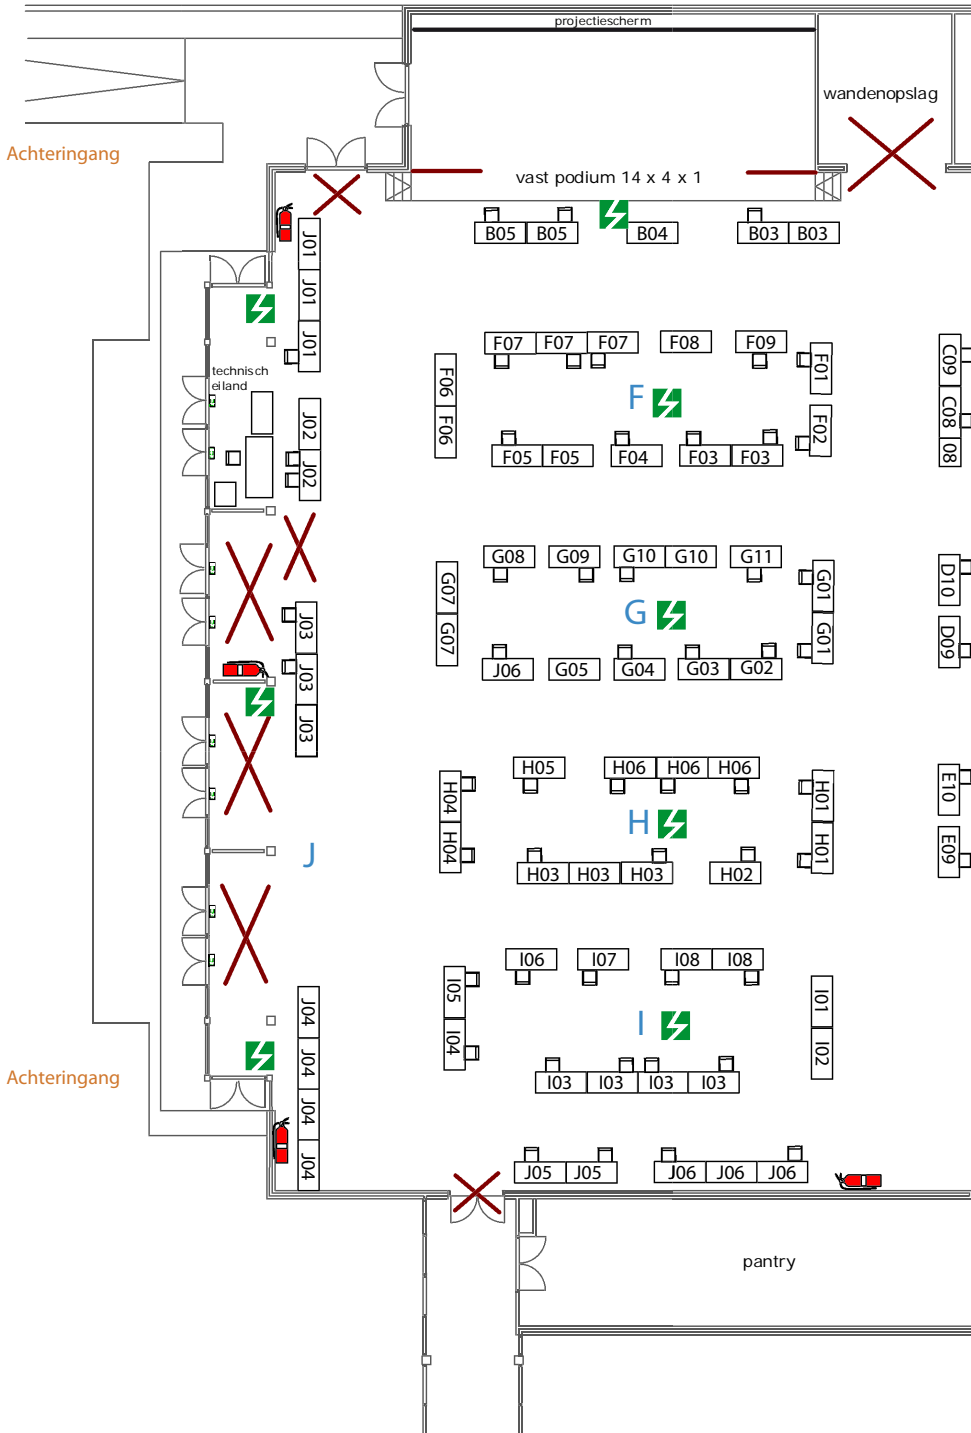 projectiescherm
wandenopslag
Achteringang
vast podium 14 x 4 x 1
B05 B05 B04 B03 B03
J01
J01
J01
F07 F07 F07 F08 F09
F01
C09
technisch
eiland
F06
F06
F
C08
J02
J02
F02
08
F05 F05 F04 F03 F03
G08 G09 G10 G10 G11
G07
G07
G
G01
G01
D10
D09
J03
J03
J03
J06 G05 G04 G03 G02
H05 H06 H06 H06
H04
H04
H
H01
H01
E10
E09
J
H03 H03 H03 H02
I06 I07 I08 I08
I05
I04
I
I01
I02
J04
J04
J04
J04
Achteringang
I03 I03 I03 I03
J05 J05 J06 J06 J06
pantry